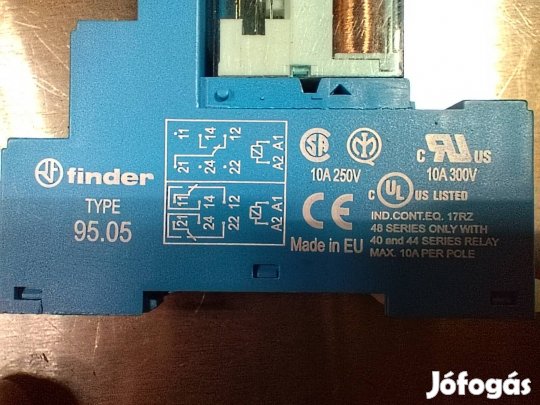 finder
TYPE
95.05
11 14 12
21 24 22
A2 A1
11 14 12
21 24 22
A2 A1
SA
10A 250V
CE
Made in EU
c RU US
10A 300V
c UL US LISTED
IND.CONT.EQ. 17RZ
48 SERIES ONLY WITH
40 and 44 SERIES RELAY
MAX. 10A PER POLE
Jófogás